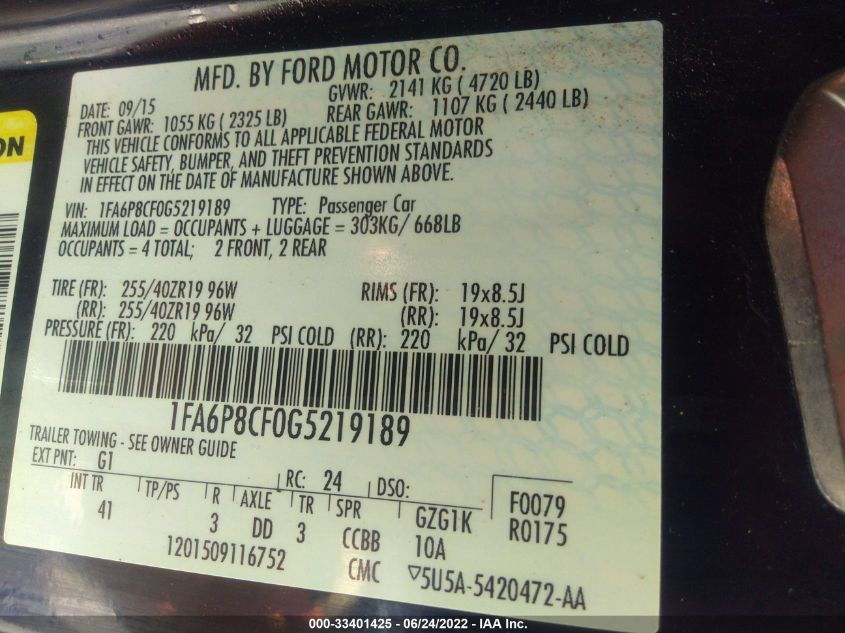 MFD. BY FORD MOTOR CO.
DATE: 09/15 GVWR: 2141 KG ( 4720 LB)
FRONT GAWR: 1055 KG ( 2325 LB) REAR GAWR: 1107 KG ( 2440 LB)
THIS VEHICLE CONFORMS TO ALL APPLICABLE FEDERAL MOTOR
VEHICLE SAFETY, BUMPER, AND THEFT PREVENTION STANDARDS
IN EFFECT ON THE DATE OF MANUFACTURE SHOWN ABOVE.
ON
VIN: 1FA6P8CF0G5219189 TYPE: Passenger Car
MAXIMUM LOAD = OCCUPANTS + LUGGAGE = 303KG/ 668LB
OCCUPANTS = 4 TOTAL; 2 FRONT, 2 REAR
TIRE (FR): 255/40ZR19 96W RIMS (FR): 19x8.5J
(RR): 255/40ZR19 96W (RR): 19x8.5J
PRESSURE (FR): 220 kPa/ 32 PSI COLD (RR): 220 kPa/ 32 PSI COLD
1FA6P8CF0G5219189
TRAILER TOWING - SEE OWNER GUIDE
EXT PNT: G1 RC: 24 DSO:
INT TR TP/PS R AXLE TR SPR GZG1K F0079
41 3 DD 3 CCBB 10A R0175
1201509116752 CMC ▽5U5A-5420472-AA
000-33401425 - 06/24/2022 - IAA Inc.